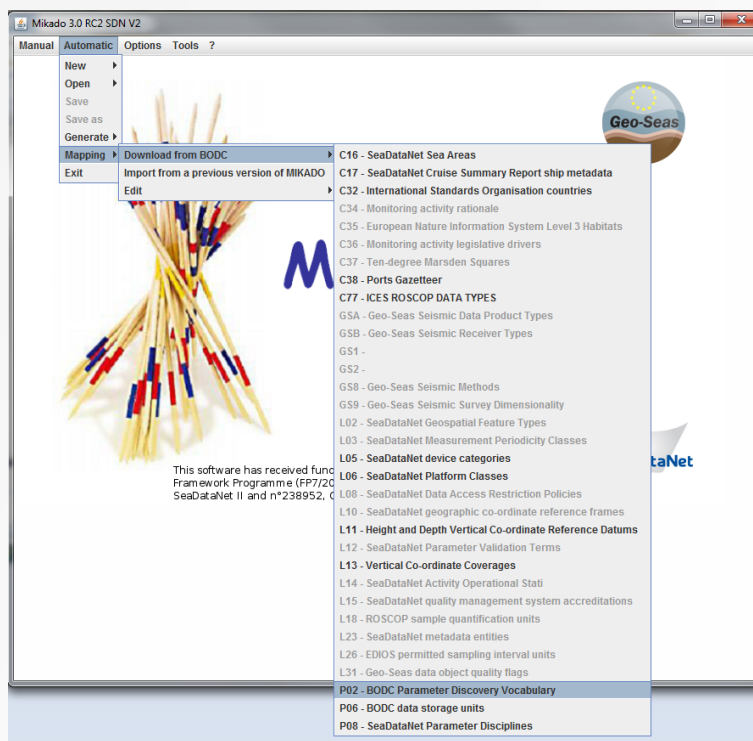 Mikado 3.0 RC2 SDN V2
Manual Automatic Options Tools ?
New
Open
Save
Save as
Generate
Mapping
Exit
Download from BODC
Import from a previous version of MIKADO
Edit
C16 - SeaDataNet Sea Areas
C17 - SeaDataNet Cruise Summary Report ship metadata
C32 - International Standards Organisation countries
C34 - Monitoring activity rationale
C35 - European Nature Information System Level 3 Habitats
C36 - Monitoring activity legislative drivers
C37 - Ten-degree Marsden Squares
C38 - Ports Gazetteer
C77 - ICES ROSCOP DATA TYPES
GSA - Geo-Seas Seismic Data Product Types
GSB - Geo-Seas Seismic Receiver Types
GS1 -
GS2 -
GS8 - Geo-Seas Seismic Methods
GS9 - Geo-Seas Seismic Survey Dimensionality
L02 - SeaDataNet Geospatial Feature Types
L03 - SeaDataNet Measurement Periodicity Classes
L05 - SeaDataNet device categories
L06 - SeaDataNet Platform Classes
L08 - SeaDataNet Data Access Restriction Policies
L10 - SeaDataNet geographic co-ordinate reference frames
L11 - Height and Depth Vertical Co-ordinate Reference Datums
L12 - SeaDataNet Parameter Validation Terms
L13 - Vertical Co-ordinate Coverages
L14 - SeaDataNet Activity Operational Stati
L15 - SeaDataNet quality management system accreditations
L18 - ROSCOP sample quantification units
L23 - SeaDataNet metadata entities
L26 - EDIOS permitted sampling interval units
L31 - Geo-Seas data object quality flags
P02 - BODC Parameter Discovery Vocabulary
P06 - BODC data storage units
P08 - SeaDataNet Parameter Disciplines
Geo-Seas
M
taNet
This software has received func
Framework Programme (FP7/20
SeaDataNet II and n°238952,